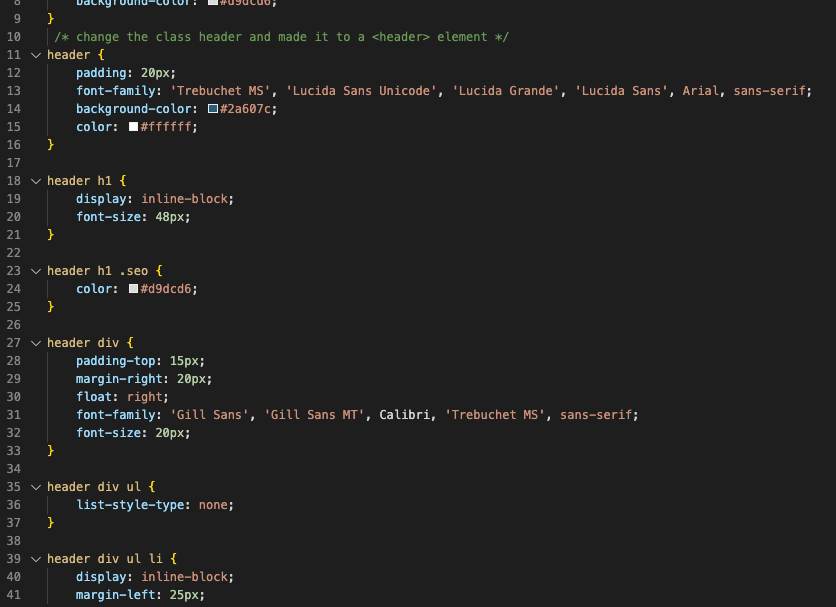 8 background-color: #d9dcd6;
9 }
10 /* change the class header and made it to a <header> element */
11 header {
12 padding: 20px;
13 font-family: 'Trebuchet MS', 'Lucida Sans Unicode', 'Lucida Grande', 'Lucida Sans', Arial, sans-serif;
14 background-color: #2a607c;
15 color: #ffffff;
16 }
17
18 header h1 {
19 display: inline-block;
20 font-size: 48px;
21 }
22
23 header h1 .seo {
24 color: #d9dcd6;
25 }
26
27 header div {
28 padding-top: 15px;
29 margin-right: 20px;
30 float: right;
31 font-family: 'Gill Sans', 'Gill Sans MT', Calibri, 'Trebuchet MS', sans-serif;
32 font-size: 20px;
33 }
34
35 header div ul {
36 list-style-type: none;
37 }
38
39 header div ul li {
40 display: inline-block;
41 margin-left: 25px;